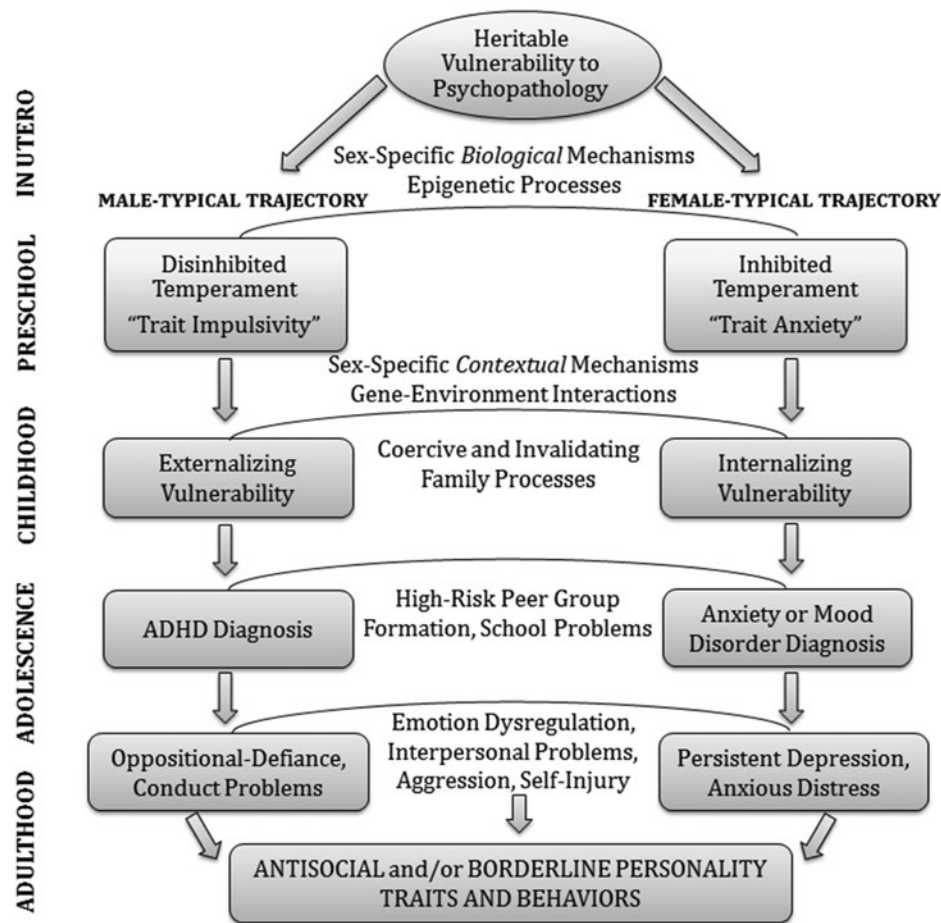 Heritable
Vulnerability to
Psychopathology
IN UTERO
Sex-Specific Biological Mechanisms
Epigenetic Processes
MALE-TYPICAL TRAJECTORY
FEMALE-TYPICAL TRAJECTORY
PRESCHOOL
Disinhibited
Temperament
“Trait Impulsivity”
Inhibited
Temperament
“Trait Anxiety”
Sex-Specific Contextual Mechanisms
Gene-Environment Interactions
CHILDHOOD
Externalizing
Vulnerability
Coercive and Invalidating
Family Processes
Internalizing
Vulnerability
ADOLESCENCE
ADHD Diagnosis
High-Risk Peer Group
Formation, School Problems
Anxiety or Mood
Disorder Diagnosis
ADULTHOOD
Oppositional-Defiance,
Conduct Problems
Emotion Dysregulation,
Interpersonal Problems,
Aggression, Self-Injury
Persistent Depression,
Anxious Distress
ANTISOCIAL and/or BORDERLINE PERSONALITY
TRAITS AND BEHAVIORS